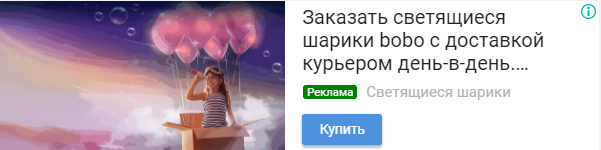 Заказать светящиеся
шарики bobo с доставкой
курьером день-в-день....
Реклама Светящиеся шарики
Купить